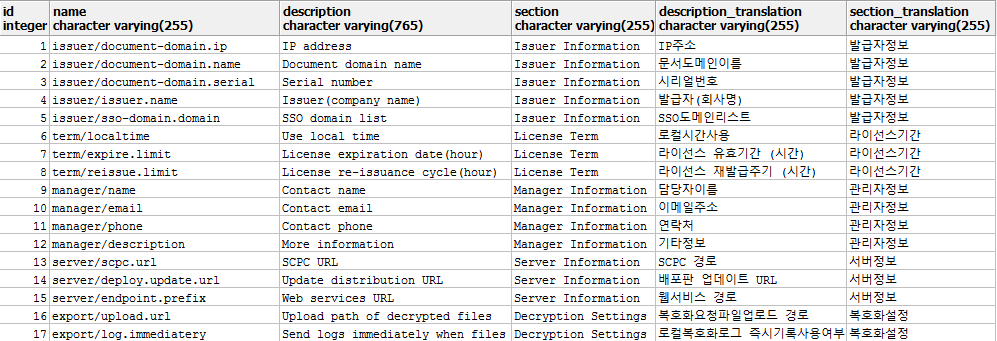 id name description section description_translation section_translation
integer character varying(255) character varying(765) character varying(255) character varying(255) character varying(255)
1 issuer/document-domain.ip IP address Issuer Information IP주소 발급자정보
2 issuer/document-domain.name Document domain name Issuer Information 문서도메인이름 발급자정보
3 issuer/document-domain.serial Serial number Issuer Information 시리얼번호 발급자정보
4 issuer/issuer.name Issuer(company name) Issuer Information 발급자(회사명) 발급자정보
5 issuer/sso-domain.domain SSO domain list Issuer Information SSO도메인리스트 발급자정보
6 term/localtime Use local time License Term 로컬시간사용 라이선스기간
7 term/expire.limit License expiration date(hour) License Term 라이선스 유효기간 (시간) 라이선스기간
8 term/reissue.limit License re-issuance cycle(hour) License Term 라이선스 재발급주기 (시간) 라이선스기간
9 manager/name Contact name Manager Information 담당자이름 관리자정보
10 manager/email Contact email Manager Information 이메일주소 관리자정보
11 manager/phone Contact phone Manager Information 연락처 관리자정보
12 manager/description More information Manager Information 기타정보 관리자정보
13 server/scpc.url SCPC URL Server Information SCPC 경로 서버정보
14 server/deploy.update.url Update distribution URL Server Information 배포판 업데이트 URL 서버정보
15 server/endpoint.prefix Web services URL Server Information 웹서비스 경로 서버정보
16 export/upload.url Upload path of decrypted files Decryption Settings 복호화요청파일업로드 경로 복호화설정
17 export/log.immediatery Send logs immediately when files Decryption Settings 로컬복호화로그 즉시기록사용여부 복호화설정